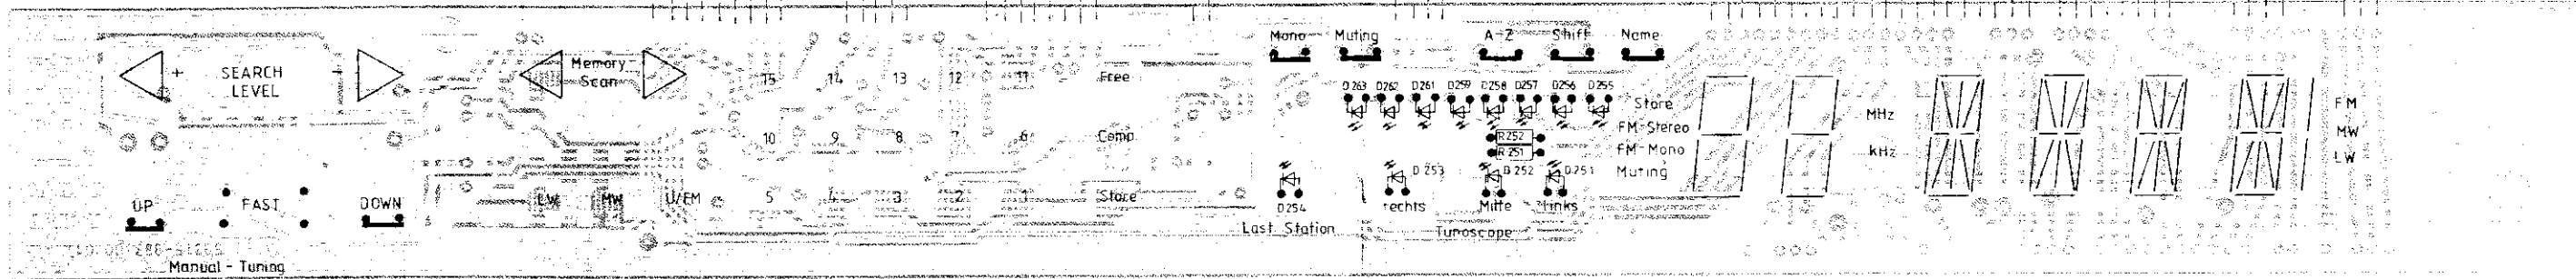 Mono Muting A-Z Shift Name
+ SEARCH LEVEL -
Memory-Scan
15 14 13 12 11 Free
D263 D262 D261 D259 D258 D257 D256 D255
Store
MHz
FM
10 9 8 7 6 Comp.
R252
FM-Stereo
MW
R251
FM-Mono
kHz
LW
D253 D252 D251
Muting
UP FAST DOWN
LW MW U/FM 5 4 3 2 1 Store
D254
rechts Mitte links
Last Station
Tunoscope
Manual - Tuning